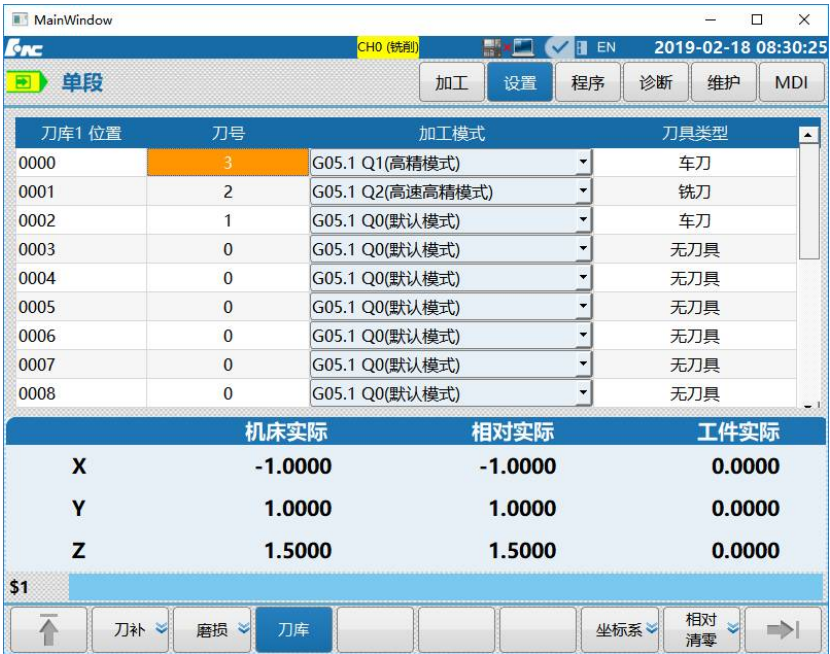 MainWindow
HNC CH0 (铣削) EN 2019-02-18 08:30:25
单段 加工 设置 程序 诊断 维护 MDI
刀库1 位置 刀号 加工模式 刀具类型
0000 3 G05.1 Q1(高精模式) 车刀
0001 2 G05.1 Q2(高速高精模式) 铣刀
0002 1 G05.1 Q0(默认模式) 车刀
0003 0 G05.1 Q0(默认模式) 无刀具
0004 0 G05.1 Q0(默认模式) 无刀具
0005 0 G05.1 Q0(默认模式) 无刀具
0006 0 G05.1 Q0(默认模式) 无刀具
0007 0 G05.1 Q0(默认模式) 无刀具
0008 0 G05.1 Q0(默认模式) 无刀具
机床实际 相对实际 工件实际
X -1.0000 -1.0000 0.0000
Y 1.0000 1.0000 0.0000
Z 1.5000 1.5000 0.0000
$1
刀补 磨损 刀库 坐标系 相对
清零